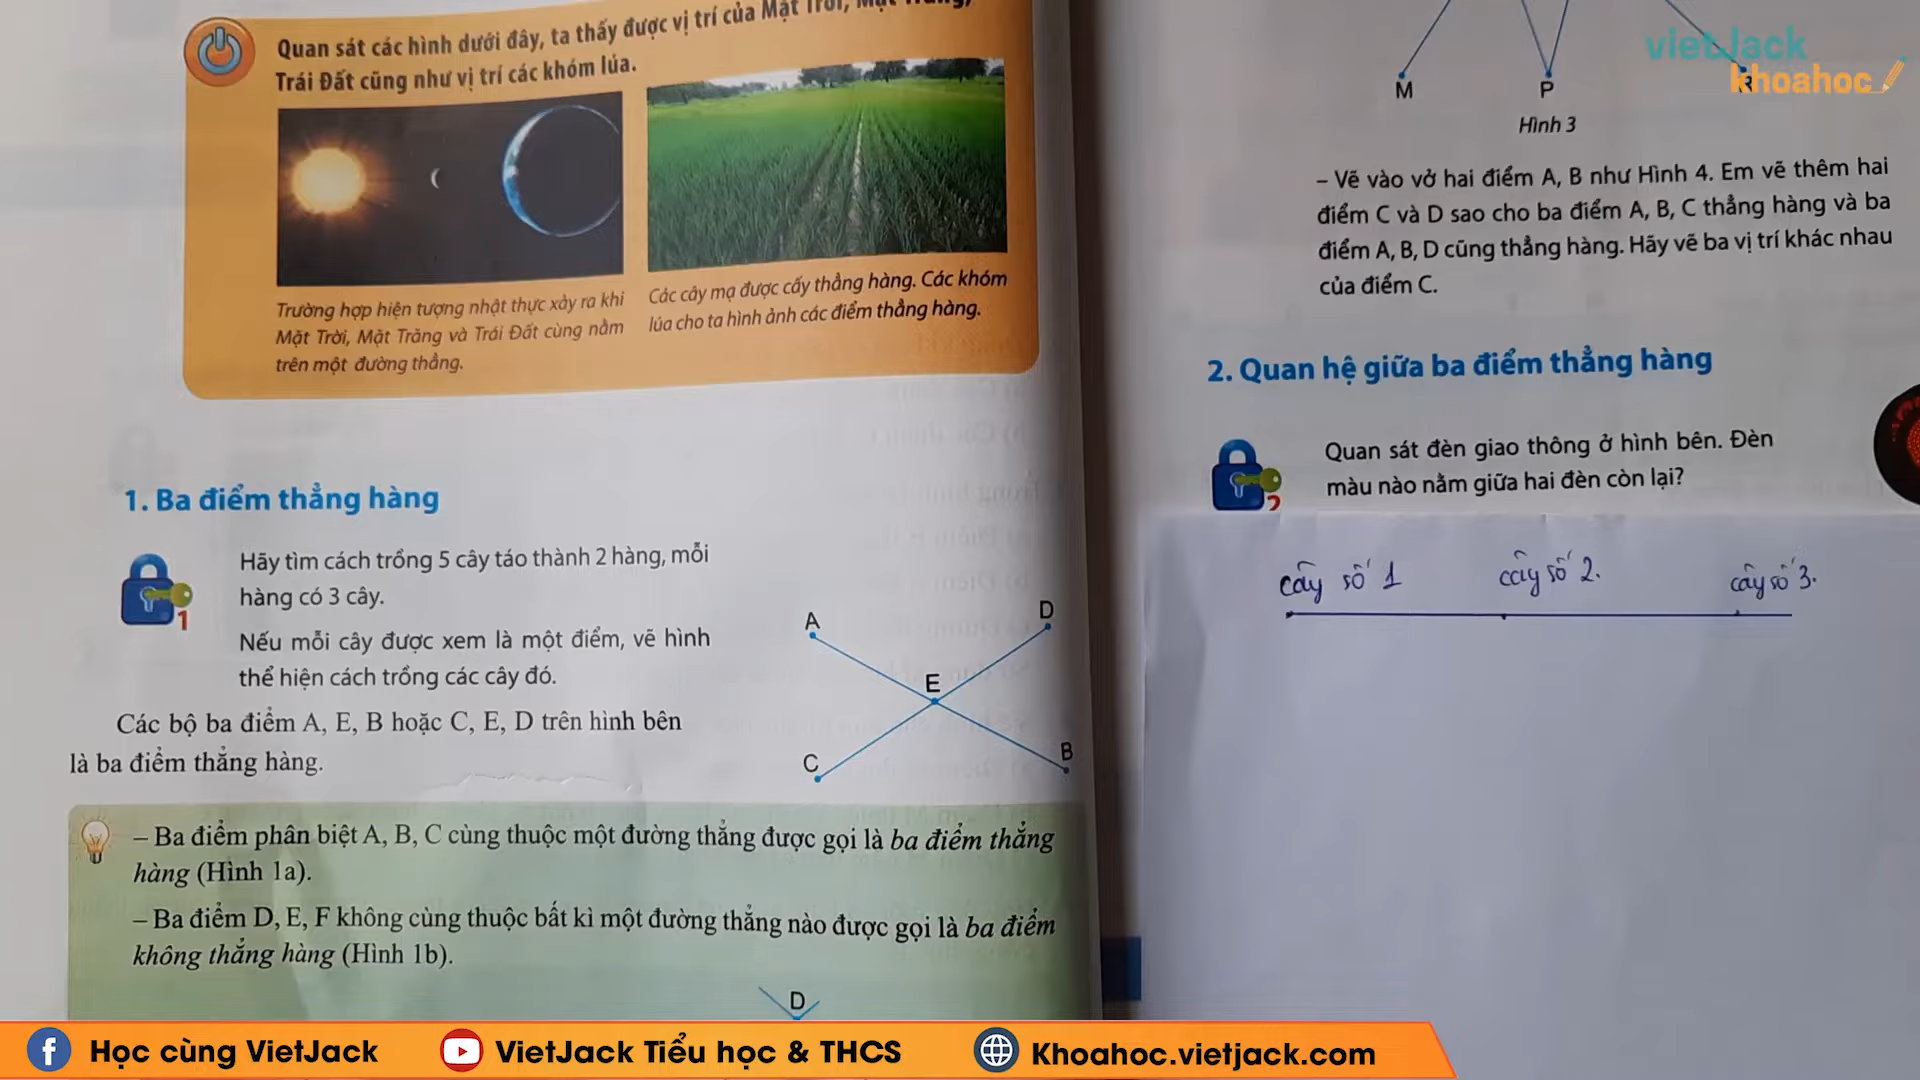 Quan sát các hình dưới đây, ta thấy được vị trí của Mặt Trời, Mặt Trăng,
Trái Đất cũng như vị trí các khóm lúa.
Trường hợp hiện tượng nhật thực xảy ra khi
Mặt Trời, Mặt Trăng và Trái Đất cùng nằm
trên một đường thẳng.
Các cây mạ được cấy thẳng hàng. Các khóm
lúa cho ta hình ảnh các điểm thẳng hàng.
1. Ba điểm thẳng hàng
1
Hãy tìm cách trồng 5 cây táo thành 2 hàng, mỗi
hàng có 3 cây.
Nếu mỗi cây được xem là một điểm, vẽ hình
thể hiện cách trồng các cây đó.
Các bộ ba điểm A, E, B hoặc C, E, D trên hình bên
là ba điểm thẳng hàng.
A
D
E
C
B
– Ba điểm phân biệt A, B, C cùng thuộc một đường thẳng được gọi là ba điểm thẳng
hàng (Hình 1a).
– Ba điểm D, E, F không cùng thuộc bất kì một đường thẳng nào được gọi là ba điểm
không thẳng hàng (Hình 1b).
D
vietJack
khoahoc
M
P
Hình 3
– Vẽ vào vở hai điểm A, B như Hình 4. Em vẽ thêm hai
điểm C và D sao cho ba điểm A, B, C thẳng hàng và ba
điểm A, B, D cũng thẳng hàng. Hãy vẽ ba vị trí khác nhau
của điểm C.
2. Quan hệ giữa ba điểm thẳng hàng
2
Quan sát đèn giao thông ở hình bên. Đèn
màu nào nằm giữa hai đèn còn lại?
cây số 1
cây số 2.
cây số 3.
Học cùng VietJack
VietJack Tiểu học & THCS
Khoahoc.vietjack.com